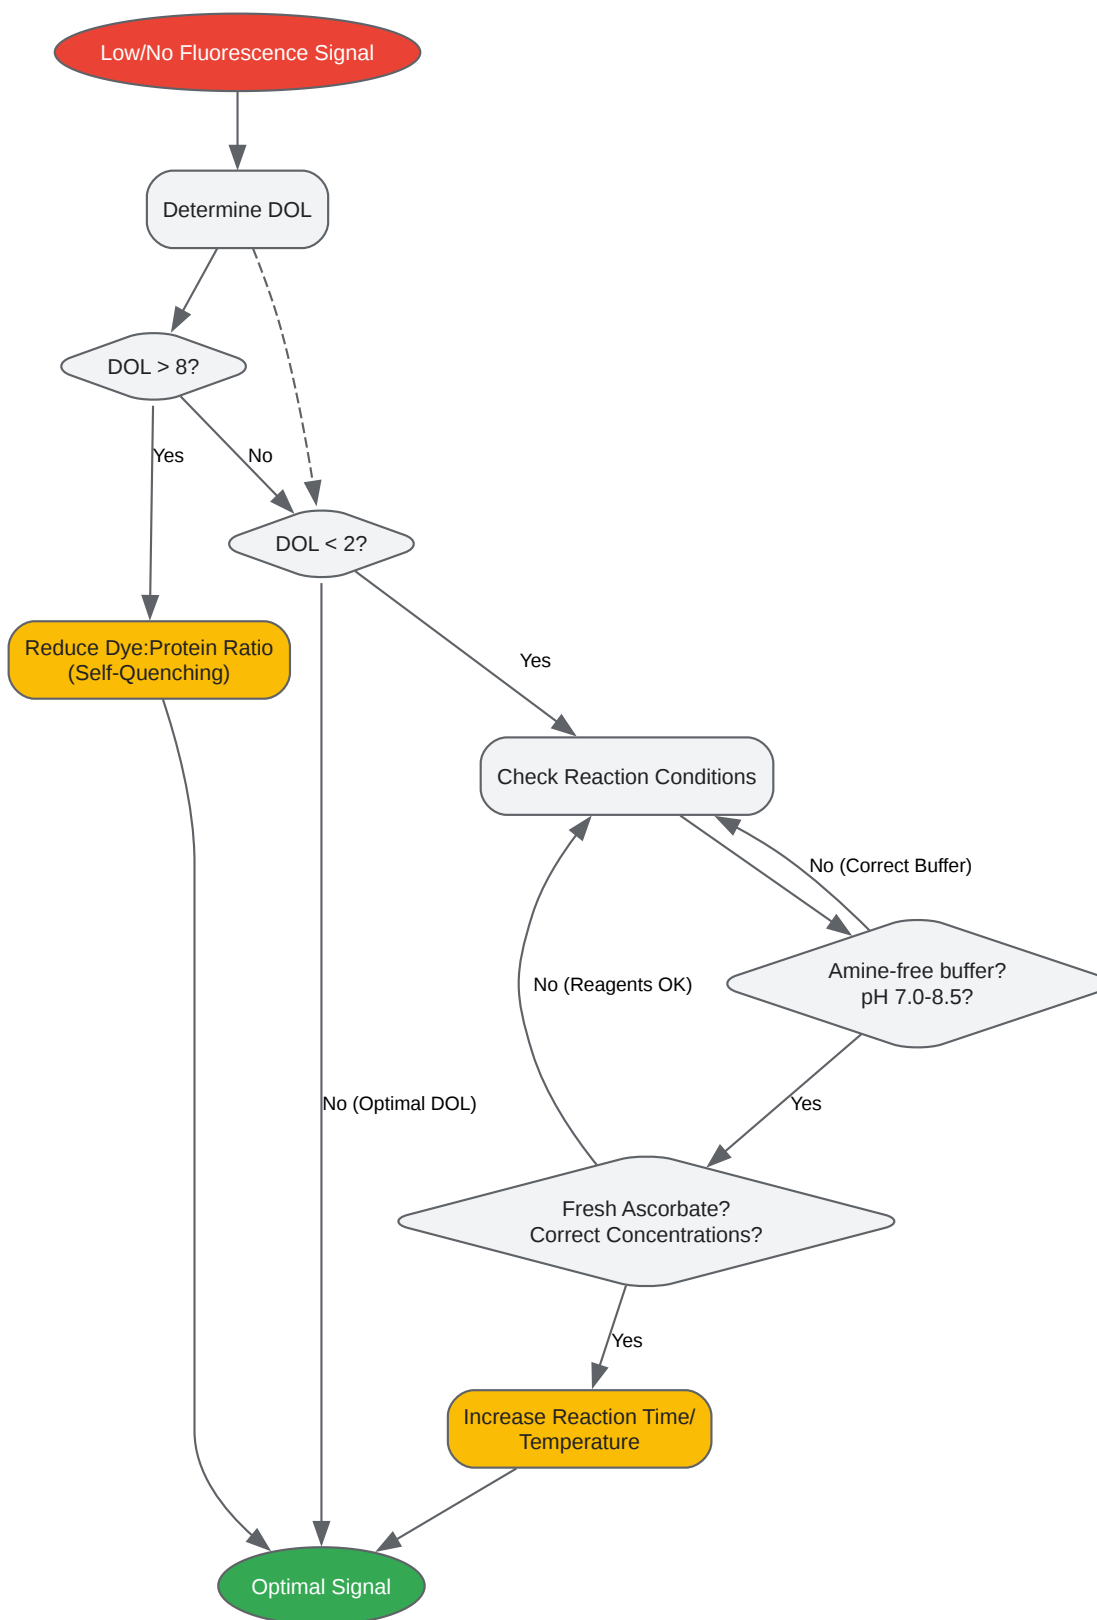 Low/No Fluorescence Signal
Determine DOL
DOL > 8?
Yes
No
DOL < 2?
Reduce Dye:Protein Ratio
(Self-Quenching)
Yes
Check Reaction Conditions
No (Correct Buffer)
Amine-free buffer?
pH 7.0-8.5?
No (Reagents OK)
No (Optimal DOL)
Yes
Fresh Ascorbate?
Correct Concentrations?
Yes
Increase Reaction Time/
Temperature
Optimal Signal